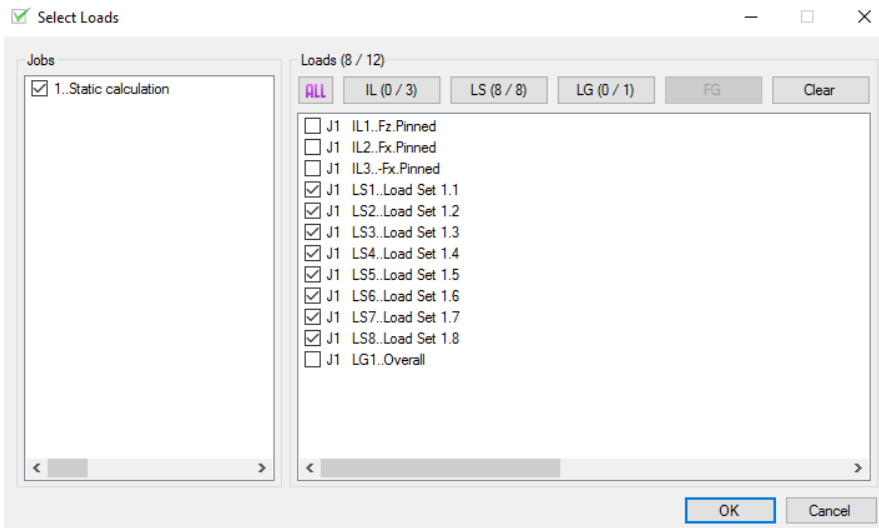 Select Loads
Jobs
1..Static calculation
Loads (8 / 12)
ALL IL (0 / 3) LS (8 / 8) LG (0 / 1) FG Clear
J1 IL1..Fz.Pinned
J1 IL2..Fx.Pinned
J1 IL3..-Fx.Pinned
J1 LS1..Load Set 1.1
J1 LS2..Load Set 1.2
J1 LS3..Load Set 1.3
J1 LS4..Load Set 1.4
J1 LS5..Load Set 1.5
J1 LS6..Load Set 1.6
J1 LS7..Load Set 1.7
J1 LS8..Load Set 1.8
J1 LG1..Overall
OK Cancel